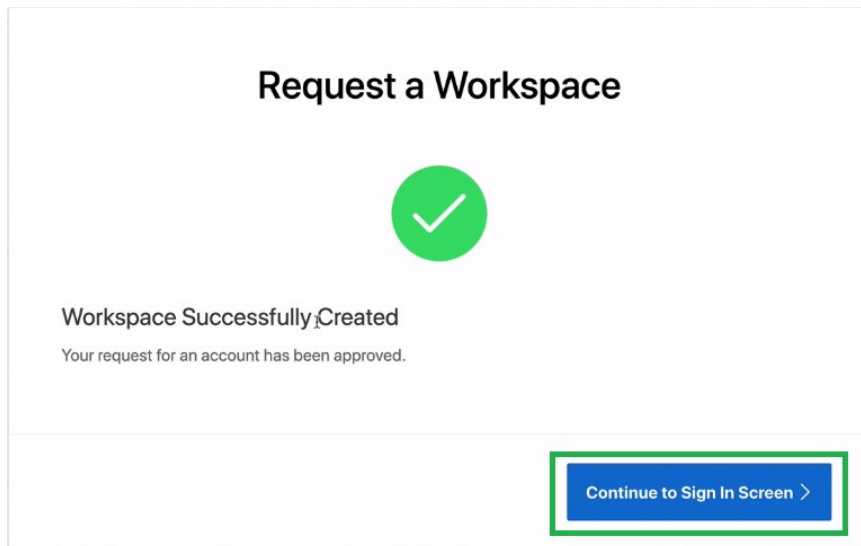 Request a Workspace
Workspace Successfully Created
Your request for an account has been approved.
Continue to Sign In Screen